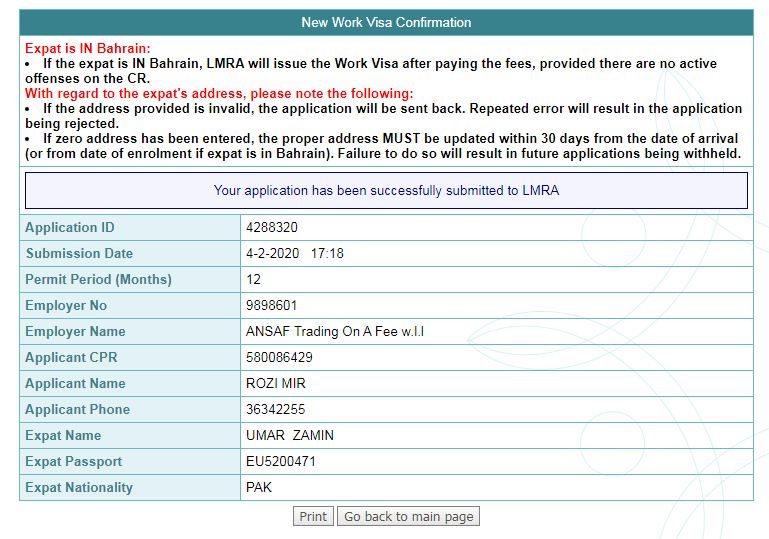 New Work Visa Confirmation
Expat is IN Bahrain:
• If the expat is IN Bahrain, LMRA will issue the Work Visa after paying the fees, provided there are no active
offenses on the CR.
With regard to the expat's address, please note the following:
• If the address provided is invalid, the application will be sent back. Repeated error will result in the application
being rejected.
• If zero address has been entered, the proper address MUST be updated within 30 days from the date of arrival
(or from date of enrolment if expat is in Bahrain). Failure to do so will result in future applications being withheld.
Your application has been successfully submitted to LMRA
Application ID 4288320
Submission Date 4-2-2020 17:18
Permit Period (Months) 12
Employer No 9898601
Employer Name ANSAF Trading On A Fee w.l.l
Applicant CPR 580086429
Applicant Name ROZI MIR
Applicant Phone 36342255
Expat Name UMAR ZAMIN
Expat Passport EU5200471
Expat Nationality PAK
Print Go back to main page